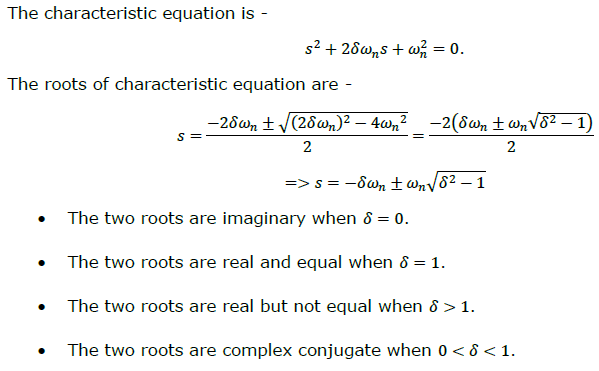 The characteristic equation is -
s² + 2δωₙs + ωₙ² = 0.
The roots of characteristic equation are -
s = (−2δωₙ ± √((2δωₙ)² − 4ωₙ²))/2 = (−2(δωₙ ± ωₙ√(δ² − 1)))/2
=> s = −δωₙ ± ωₙ√(δ² − 1)
• The two roots are imaginary when δ = 0.
• The two roots are real and equal when δ = 1.
• The two roots are real but not equal when δ > 1.
• The two roots are complex conjugate when 0 < δ < 1.